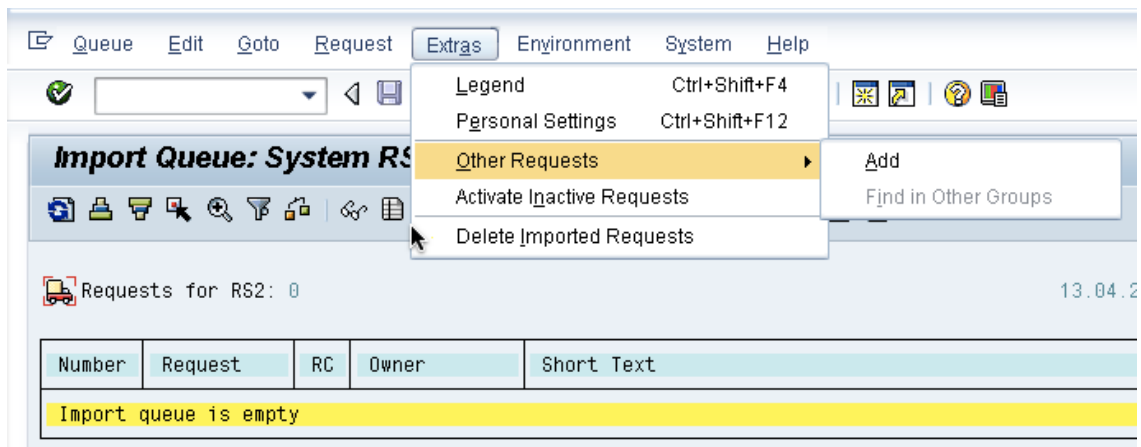 Queue Edit Goto Request Extras Environment System Help
Legend Ctrl+Shift+F4
Personal Settings Ctrl+Shift+F12
Import Queue: System RS
Other Requests
Add
Activate Inactive Requests
Find in Other Groups
Delete Imported Requests
Requests for RS2: 0 13.04.2
Number Request RC Owner Short Text
Import queue is empty